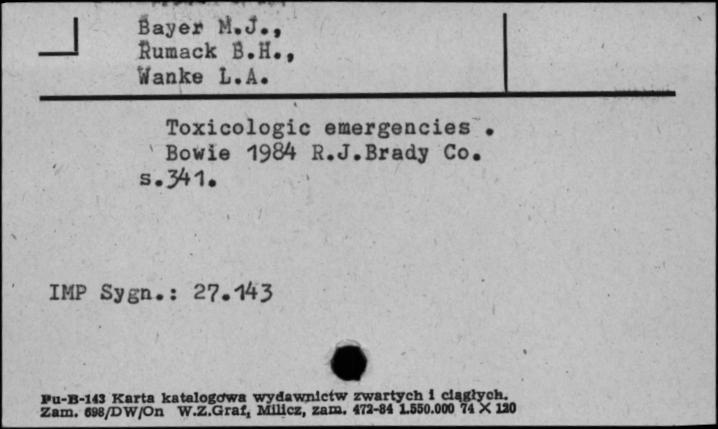 Bayer M.J.,
Rumack B.H.,
Wanke L.A.
Toxicologic emergencies .
Bowie 1984 R.J.Brady Co.
s.341.
IMP Sygn.: 27.143
Pu-B-143 Karta katalogowa wydawnictw zwartych i ciągłych.
Zam. 698/DW/On W.Z.Graf, Milicz, zam. 472-84 1.550.000 74 X 120